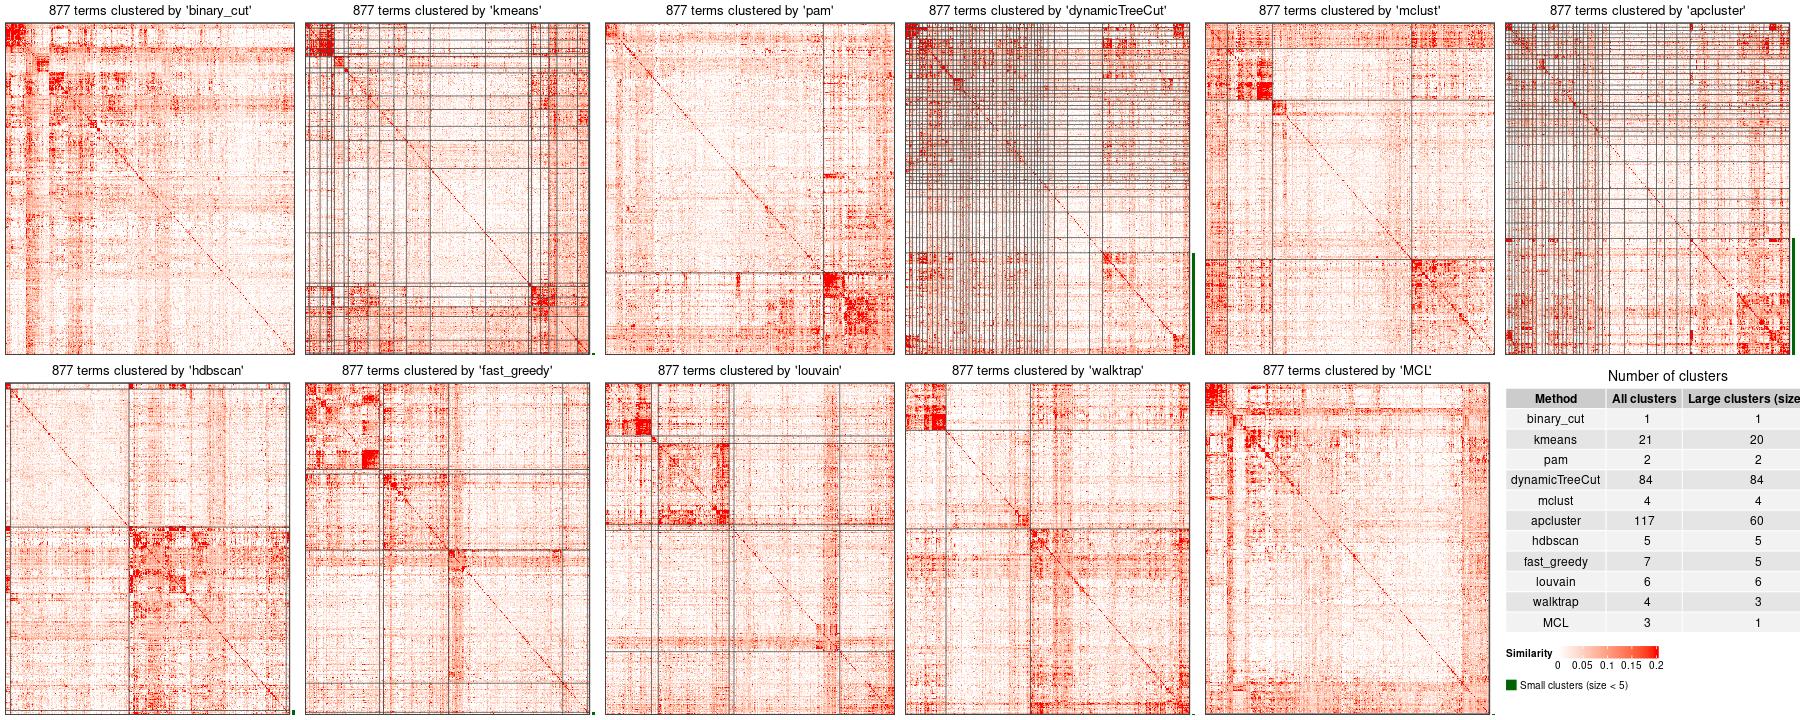 877 terms clustered by 'binary_cut'
877 terms clustered by 'kmeans'
877 terms clustered by 'pam'
877 terms clustered by 'dynamicTreeCut'
877 terms clustered by 'mclust'
877 terms clustered by 'apcluster'
877 terms clustered by 'hdbscan'
877 terms clustered by 'fast_greedy'
877 terms clustered by 'louvain'
877 terms clustered by 'walktrap'
877 terms clustered by 'MCL'
Number of clusters
Method All clusters Large clusters (size
binary_cut 1 1
kmeans 21 20
pam 2 2
dynamicTreeCut 84 84
mclust 4 4
apcluster 117 60
hdbscan 5 5
fast_greedy 7 5
louvain 6 6
walktrap 4 3
MCL 3 1
Similarity
0 0.05 0.1 0.15 0.2
Small clusters (size < 5)